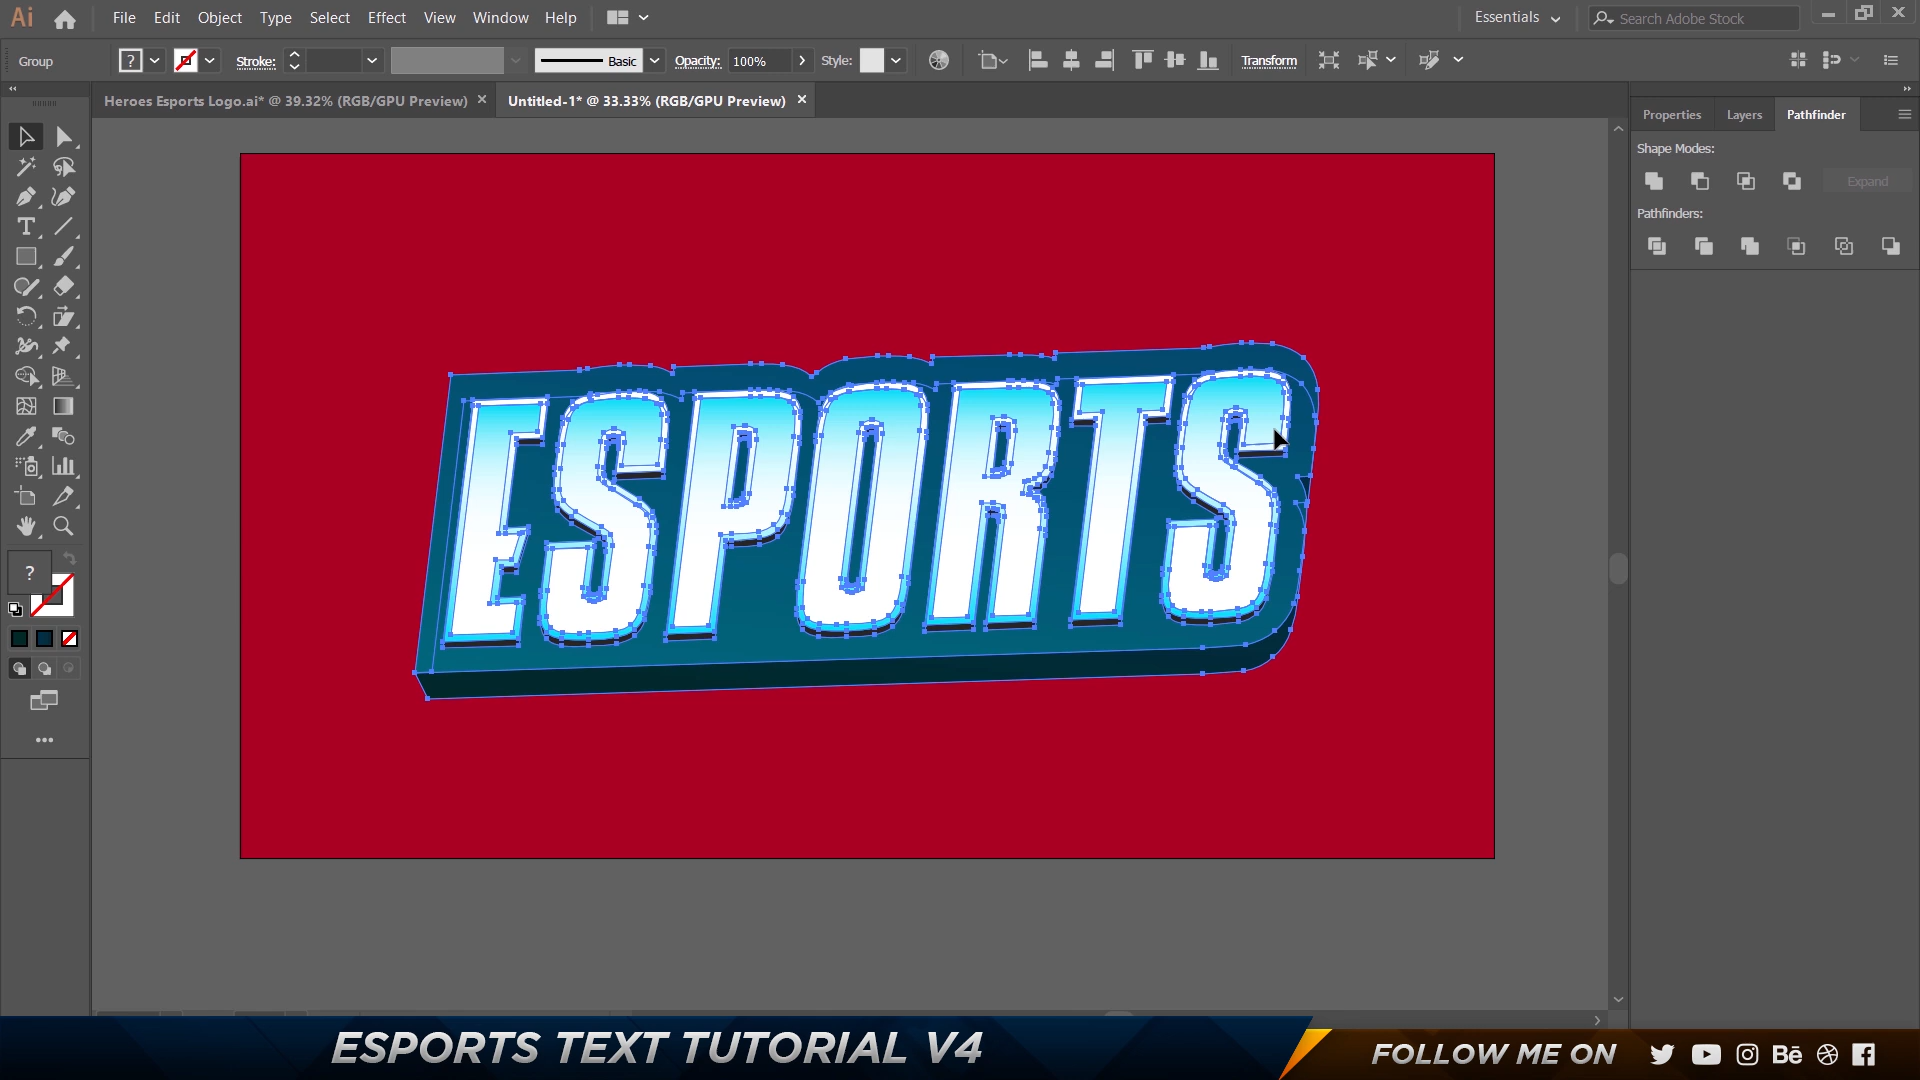 Ai File Edit Object Type Select Effect View Window Help Essentials Search Adobe Stock
Group ? Stroke: Basic Opacity: 100% Style: Transform
Heroes Esports Logo.ai* @ 39.32% (RGB/GPU Preview) Untitled-1* @ 33.33% (RGB/GPU Preview)
Properties Layers Pathfinder
Shape Modes:
Expand
Pathfinders:
ESPORTS
?
ESPORTS TEXT TUTORIAL V4
FOLLOW ME ON Bē